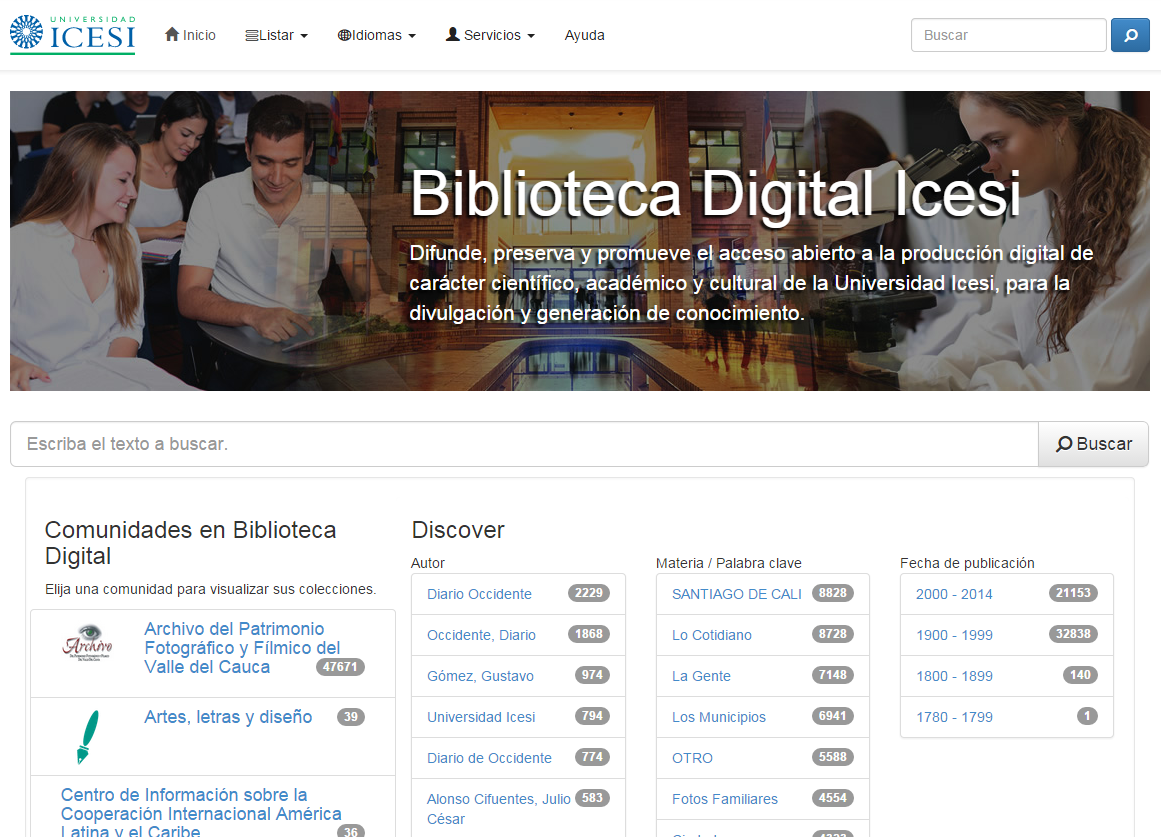 UNIVERSIDAD
ICESI
Inicio
Listar
Idiomas
Servicios
Ayuda
Buscar
Biblioteca Digital Icesi
Difunde, preserva y promueve el acceso abierto a la producción digital de
carácter científico, académico y cultural de la Universidad Icesi, para la
divulgación y generación de conocimiento.
Escriba el texto a buscar.
Buscar
Comunidades en Biblioteca
Digital
Elija una comunidad para visualizar sus colecciones.
Archivo
Archivo del Patrimonio
Fotográfico y Fílmico del
Valle del Cauca 47671
Artes, letras y diseño 39
Centro de Información sobre la
Cooperación Internacional América
Latina y el Caribe 36
Discover
Autor
Diario Occidente 2229
Occidente, Diario 1868
Gómez, Gustavo 974
Universidad Icesi 794
Diario de Occidente 774
Alonso Cifuentes, Julio 583
César
Materia / Palabra clave
SANTIAGO DE CALI 8828
Lo Cotidiano 8728
La Gente 7148
Los Municipios 6941
OTRO 5588
Fotos Familiares 4554
Fecha de publicación
2000 - 2014 21153
1900 - 1999 32838
1800 - 1899 140
1780 - 1799 1